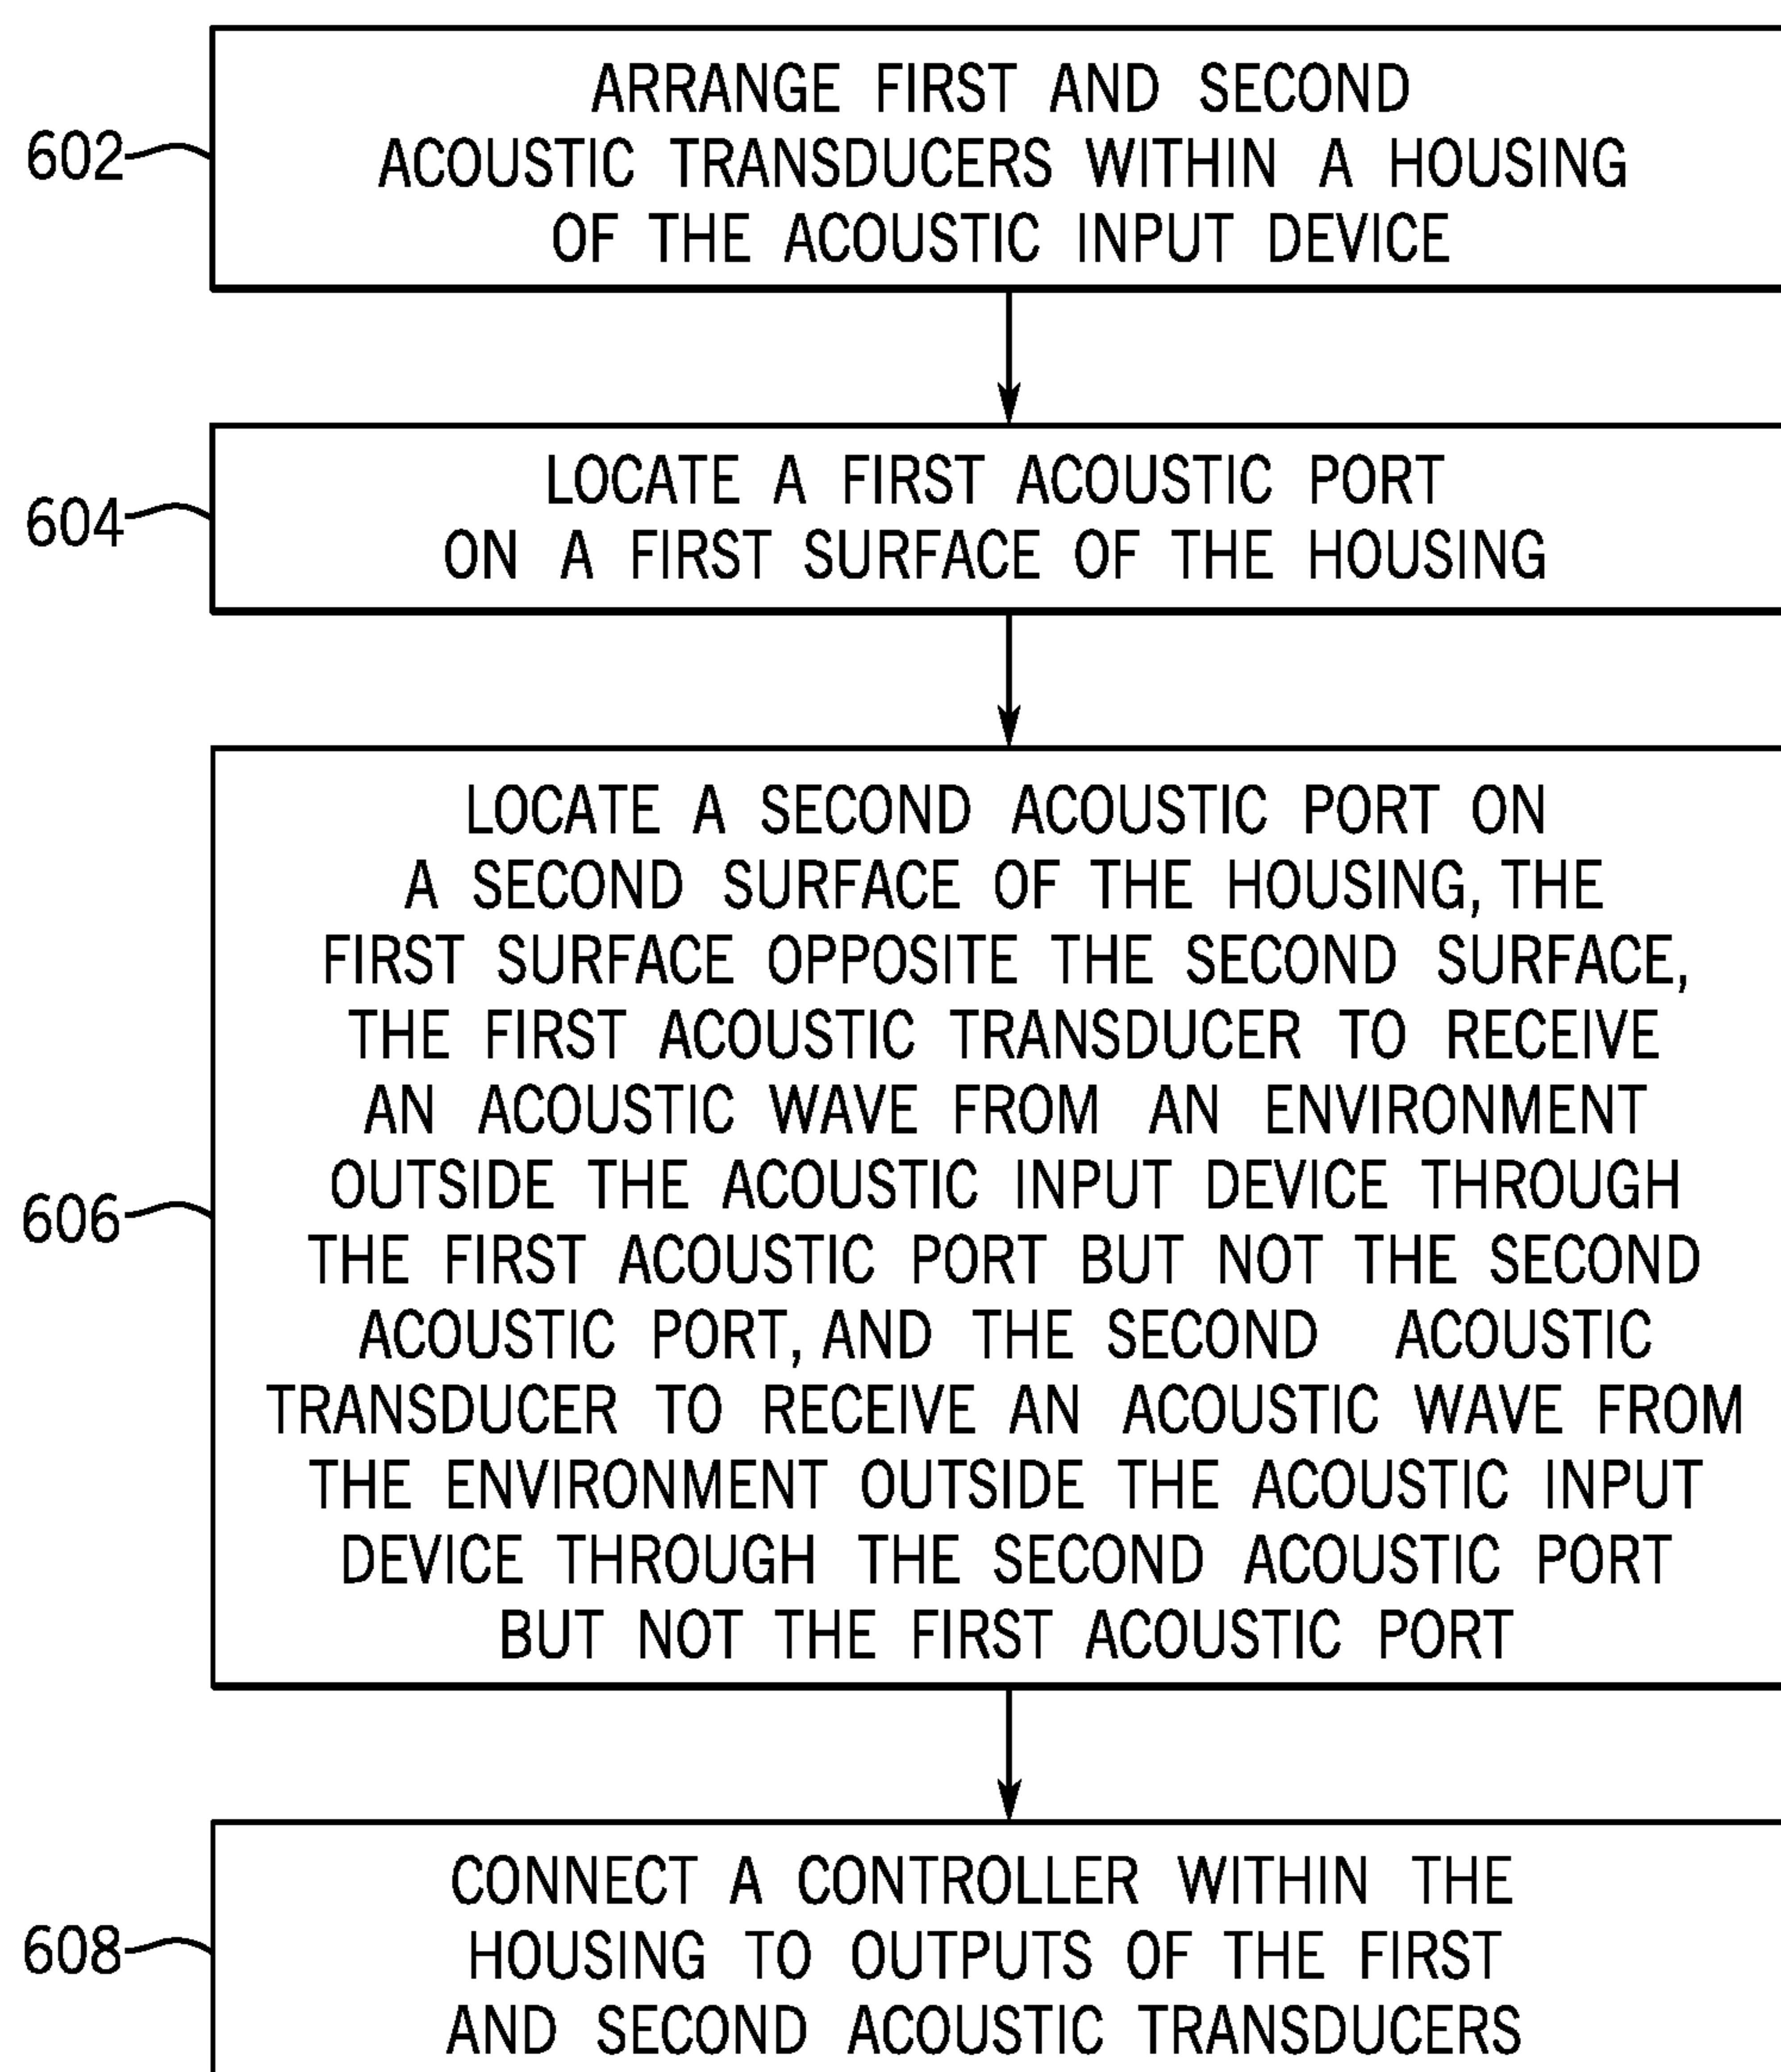 602
ARRANGE FIRST AND SECOND
ACOUSTIC TRANSDUCERS WITHIN A HOUSING
OF THE ACOUSTIC INPUT DEVICE
604
LOCATE A FIRST ACOUSTIC PORT
ON A FIRST SURFACE OF THE HOUSING
606
LOCATE A SECOND ACOUSTIC PORT ON
A SECOND SURFACE OF THE HOUSING, THE
FIRST SURFACE OPPOSITE THE SECOND SURFACE,
THE FIRST ACOUSTIC TRANSDUCER TO RECEIVE
AN ACOUSTIC WAVE FROM AN ENVIRONMENT
OUTSIDE THE ACOUSTIC INPUT DEVICE THROUGH
THE FIRST ACOUSTIC PORT BUT NOT THE SECOND
ACOUSTIC PORT, AND THE SECOND ACOUSTIC
TRANSDUCER TO RECEIVE AN ACOUSTIC WAVE FROM
THE ENVIRONMENT OUTSIDE THE ACOUSTIC INPUT
DEVICE THROUGH THE SECOND ACOUSTIC PORT
BUT NOT THE FIRST ACOUSTIC PORT
608
CONNECT A CONTROLLER WITHIN THE
HOUSING TO OUTPUTS OF THE FIRST
AND SECOND ACOUSTIC TRANSDUCERS